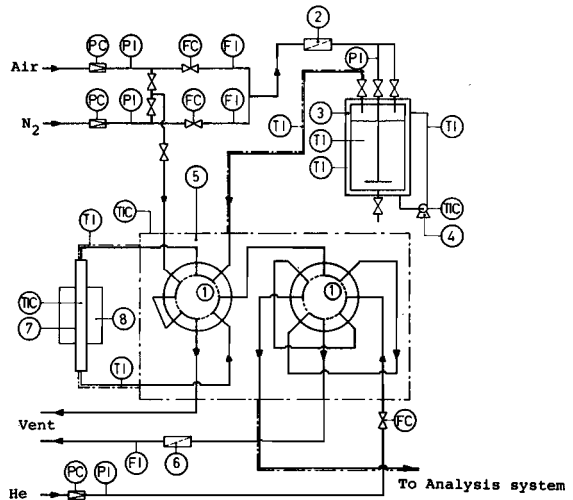 2
PC PI FC FI
PI
Air
PC PI FC FI
3
N₂
TI
TI
TI
TI
5
TIC
TIC
4
TI
1
1
TIC
7
8
TI
Vent
FC
FI
6
PC PI
He
To Analysis system